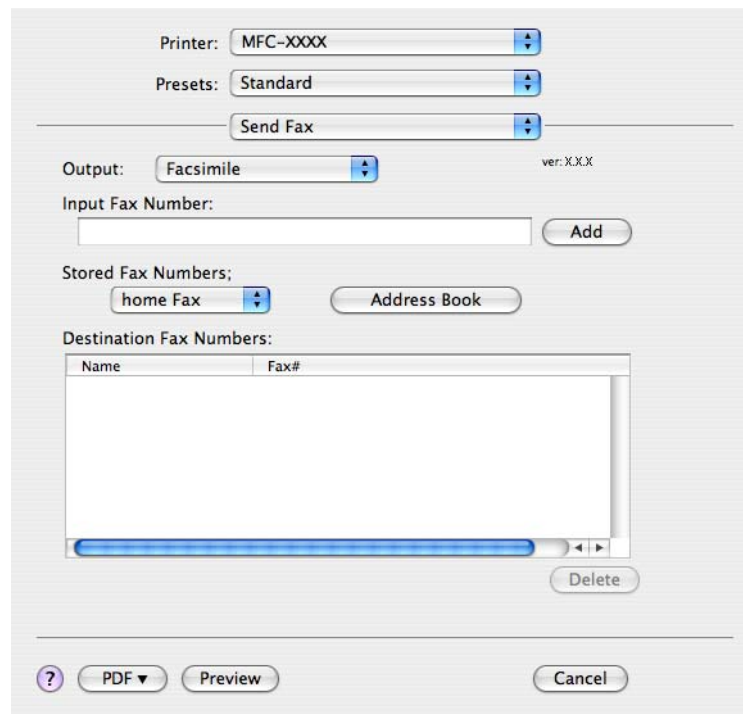 Printer: MFC-XXXX
Presets: Standard
Send Fax
Output: Facsimile ver: X.X.X
Input Fax Number:
Add
Stored Fax Numbers;
home Fax Address Book
Destination Fax Numbers:
Name Fax#
Delete
? PDF▼ Preview Cancel